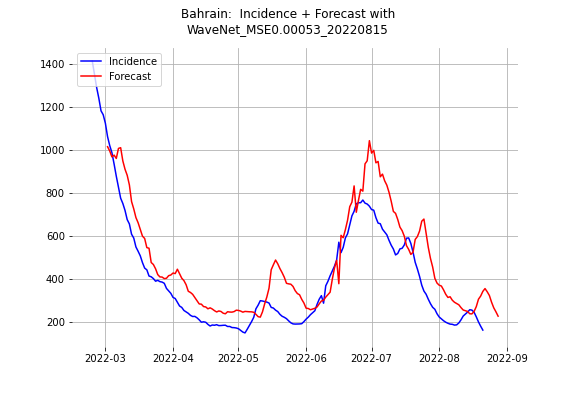 Bahrain:  Incidence + Forecast with
WaveNet_MSE0.00053_20220815
Incidence
Forecast
1400
1200
1000
800
600
400
200
2022-03 2022-04 2022-05 2022-06 2022-07 2022-08 2022-09